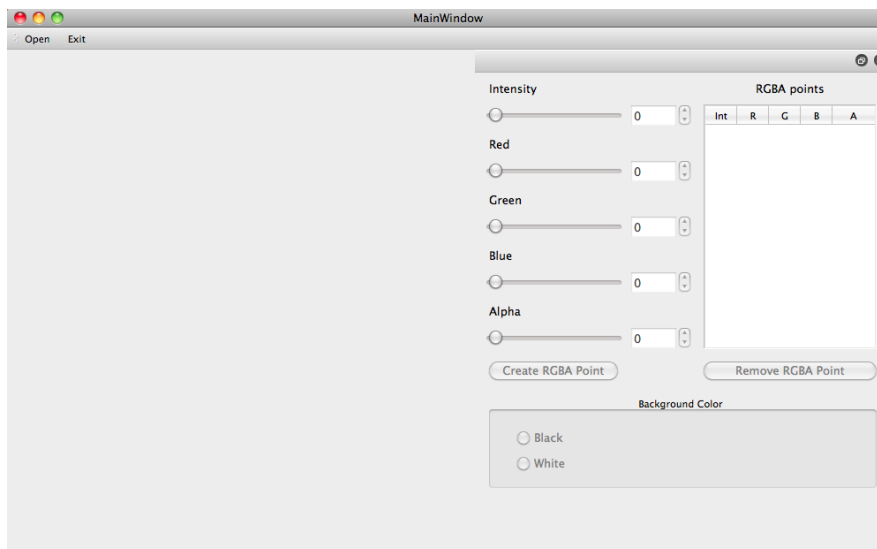 MainWindow
Open Exit
Intensity
0
Red
0
Green
0
Blue
0
Alpha
0
Create RGBA Point
RGBA points
Int R G B A
Remove RGBA Point
Background Color
Black
White